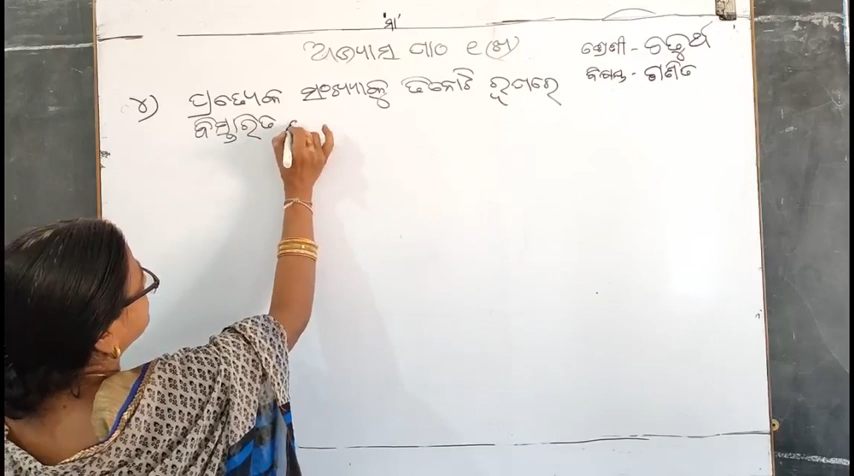 'ସା'
ଅଭ୍ୟାସ ପାଠ ୧(ଖ)
ଶ୍ରେଣୀ - ଚତୁର୍ଥ
ବିଷୟ - ଗଣିତ
୪) ପ୍ରତ୍ୟେକ ସଂଖ୍ୟାକୁ ତିନୋଟି ରୂପରେ
ବିସ୍ତାରିତ